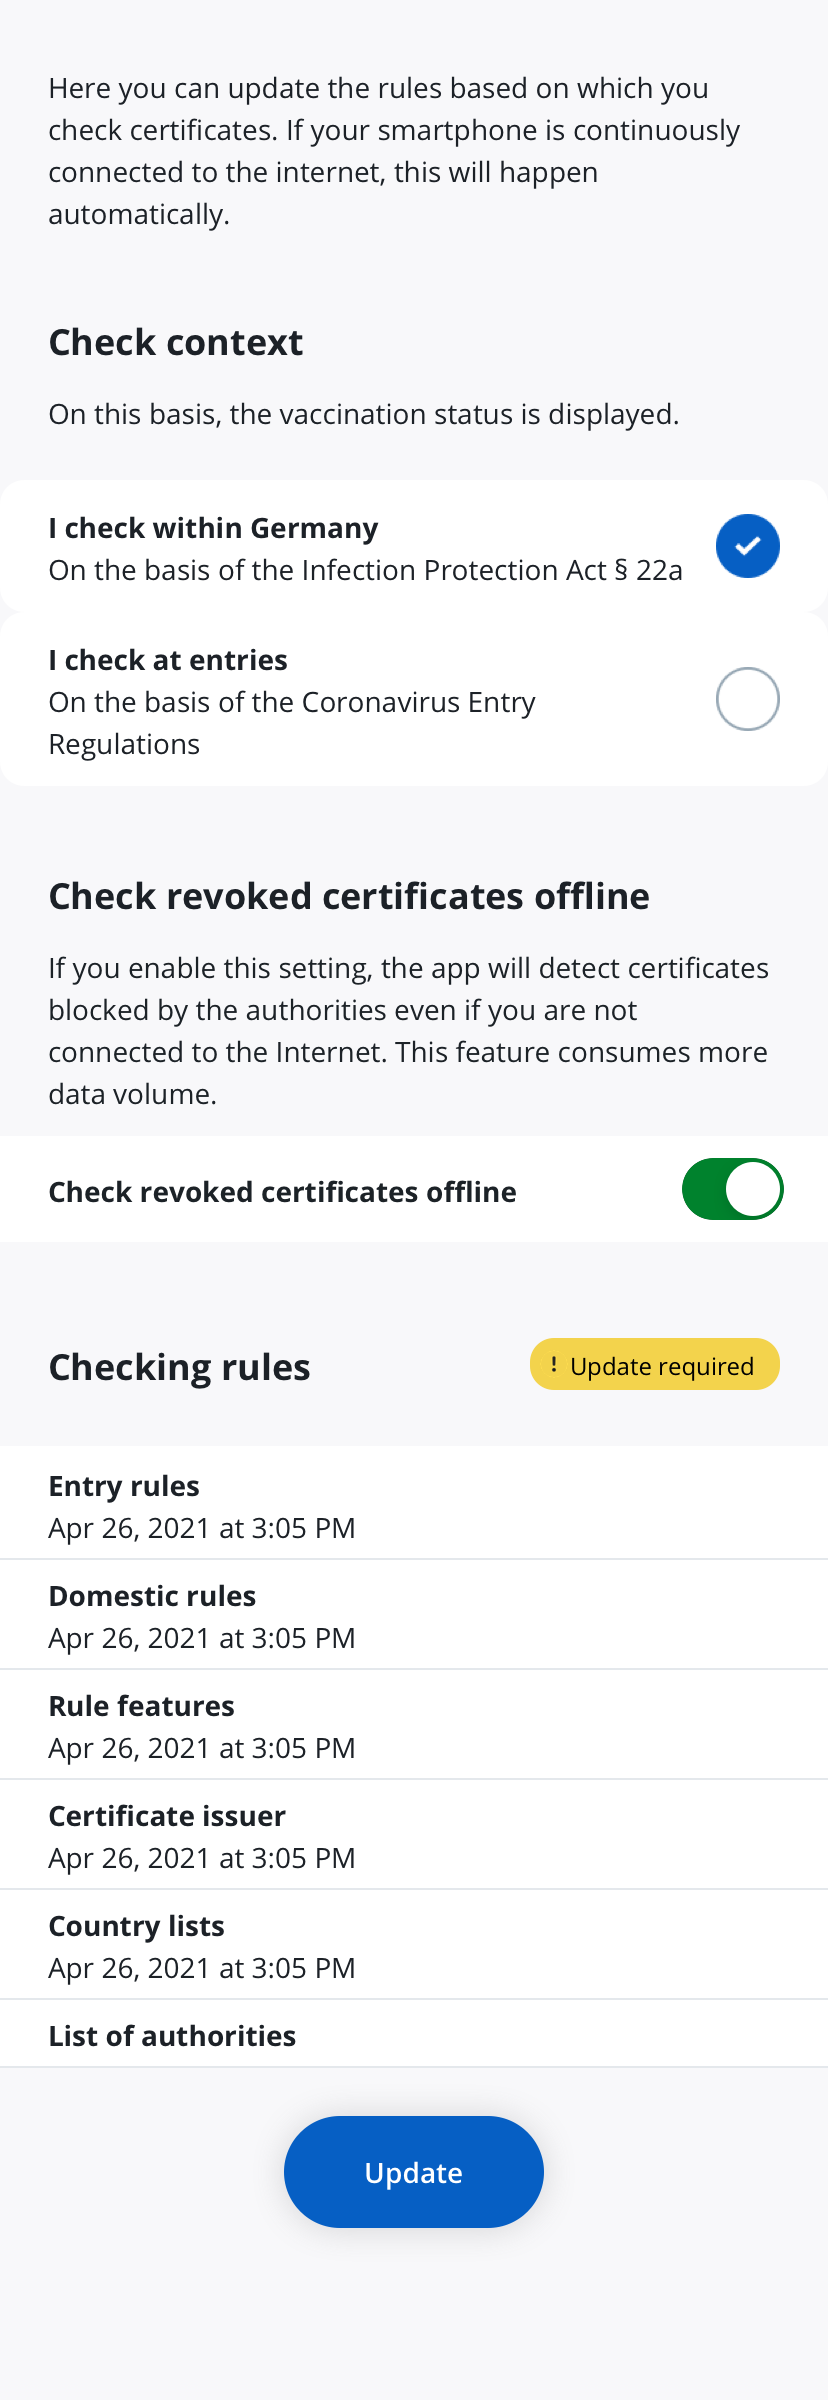 Here you can update the rules based on which you
check certificates. If your smartphone is continuously
connected to the internet, this will happen
automatically.
Check context
On this basis, the vaccination status is displayed.
I check within Germany
On the basis of the Infection Protection Act § 22a
I check at entries
On the basis of the Coronavirus Entry
Regulations
Check revoked certificates offline
If you enable this setting, the app will detect certificates
blocked by the authorities even if you are not
connected to the Internet. This feature consumes more
data volume.
Check revoked certificates offline
Checking rules
! Update required
Entry rules
Apr 26, 2021 at 3:05 PM
Domestic rules
Apr 26, 2021 at 3:05 PM
Rule features
Apr 26, 2021 at 3:05 PM
Certificate issuer
Apr 26, 2021 at 3:05 PM
Country lists
Apr 26, 2021 at 3:05 PM
List of authorities
Update